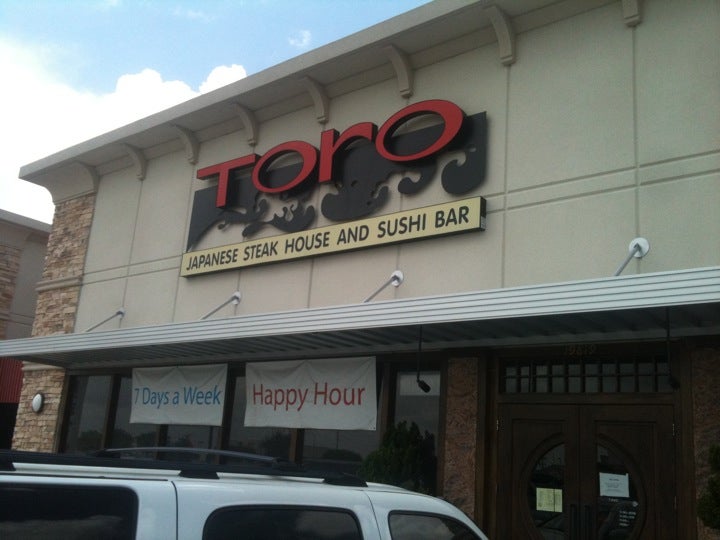 TORO
JAPANESE STEAK HOUSE AND SUSHI BAR
7 Days a Week
Happy Hour